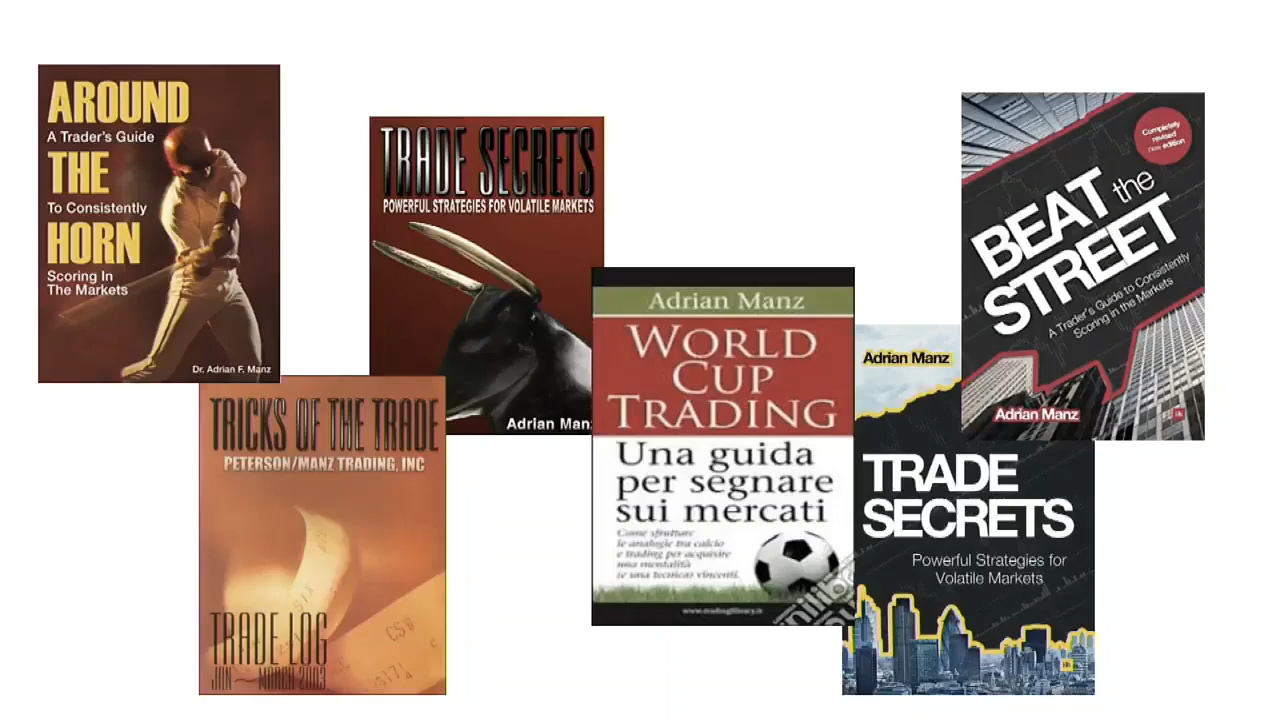 AROUND
A Trader's Guide
THE
To Consistently
HORN
Scoring In
The Markets
Dr. Adrian F. Manz
TRICKS OF THE TRADE
PETERSON/MANZ TRADING, INC
TRADE LOG
JAN — MARCH 2003
TRADE SECRETS
POWERFUL STRATEGIES FOR VOLATILE MARKETS
Adrian Manz
Adrian Manz
WORLD
CUP
TRADING
Una guida
per segnare
sui mercati
Come sfruttare
le analogie tra calcio
e trading per acquisire
una mentalità
(e una tecnica) vincenti.
www.tradinglibrary.it
Adrian Manz
TRADE
SECRETS
Powerful Strategies for
Volatile Markets
Completely
revised
new edition
BEAT the
STREET
A Trader's Guide to Consistently
Scoring in the Markets
Adrian Manz